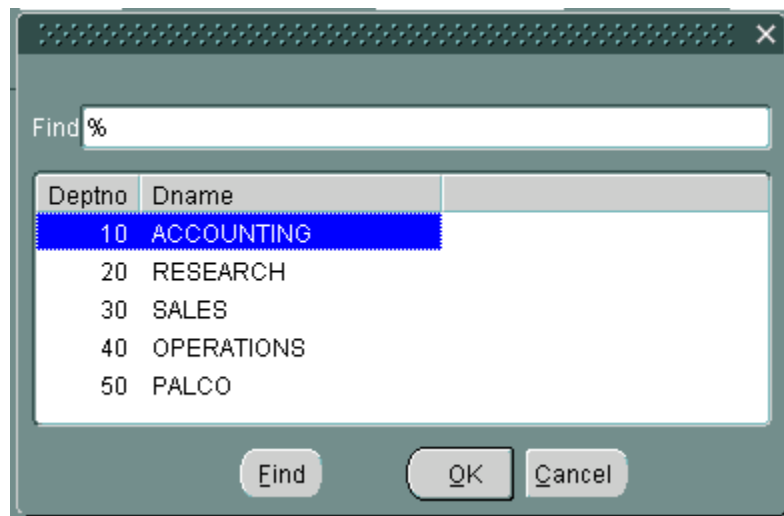 Find %
Deptno Dname
10 ACCOUNTING
20 RESEARCH
30 SALES
40 OPERATIONS
50 PALCO
Find OK Cancel